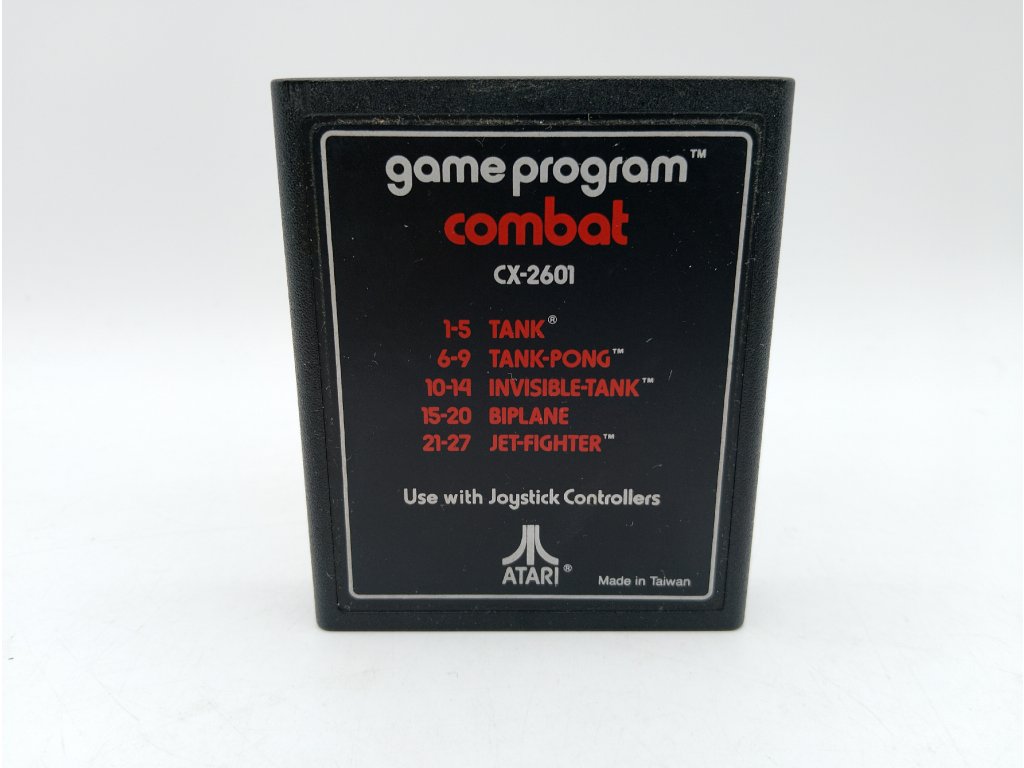 game program™
combat
CX-2601
1-5 TANK®
6-9 TANK-PONG™
10-14 INVISIBLE-TANK™
15-20 BIPLANE
21-27 JET-FIGHTER™
Use with Joystick Controllers
ATARI®
Made in Taiwan